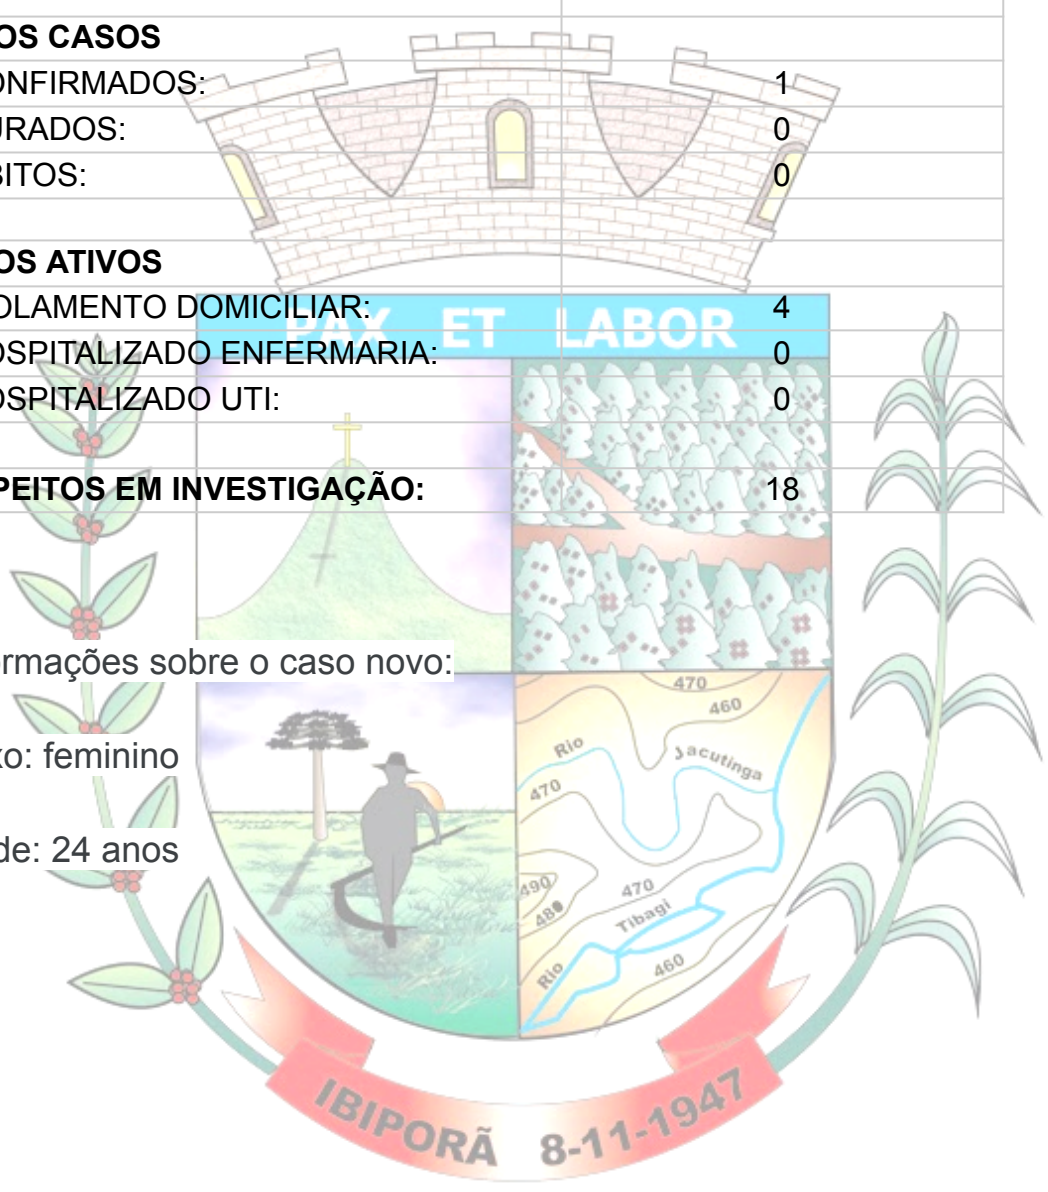 OS CASOS
ONFIRMADOS: 1
URADOS: 0
BITOS: 0
OS ATIVOS
OLAMENTO DOMICILIAR: 4
OSPITALIZADO ENFERMARIA: 0
OSPITALIZADO UTI: 0
PEITOS EM INVESTIGAÇÃO: 18
PAX ET LABOR
ormações sobre o caso novo:
xo: feminino
de: 24 anos
470
460
Rio Jacutinga
470
490
480
470
Rio Tibagi
460
IBIPORÃ 8-11-1947